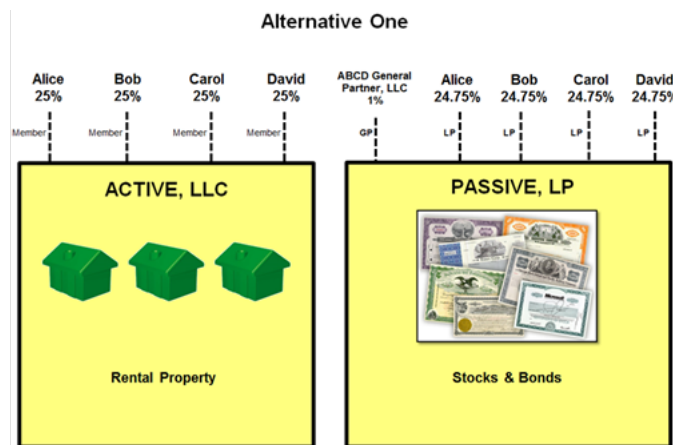 Alternative One
Alice
25%
Bob
25%
Carol
25%
David
25%
ABCD General
Partner, LLC
1%
Alice
24.75%
Bob
24.75%
Carol
24.75%
David
24.75%
Member
Member
Member
Member
GP
LP
LP
LP
LP
ACTIVE, LLC
PASSIVE, LP
Rental Property
Stocks & Bonds